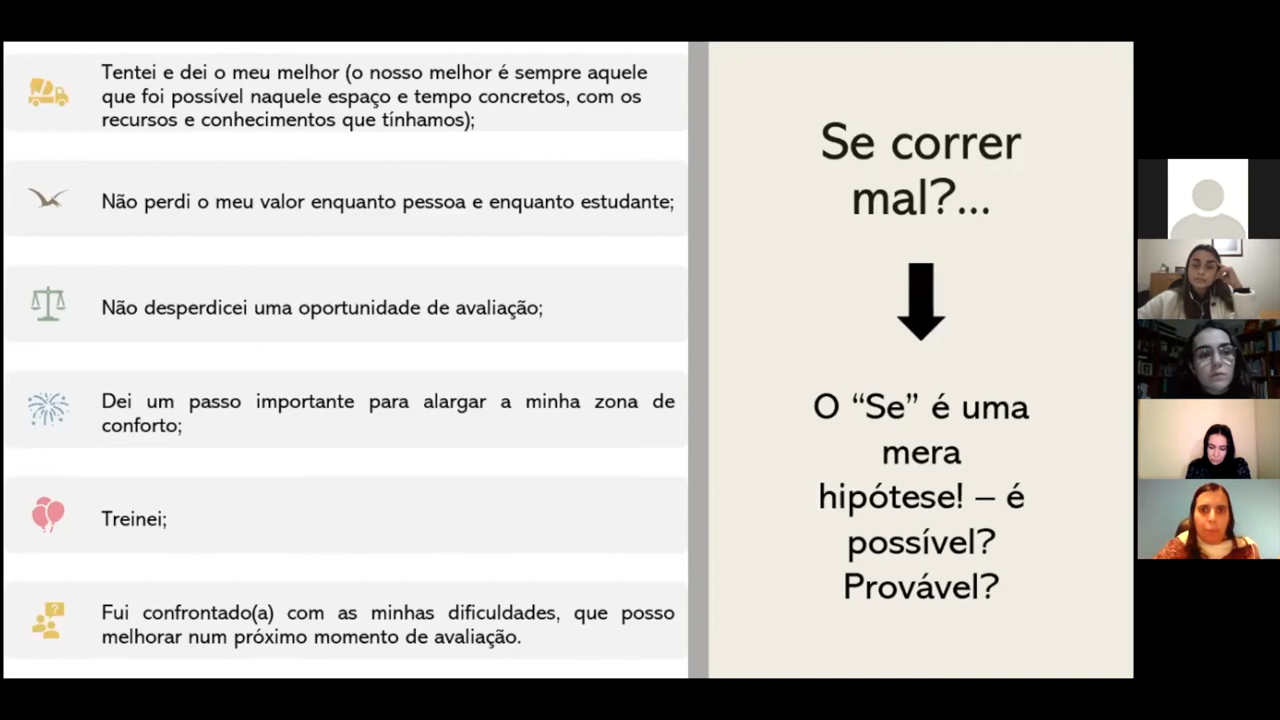 Tentei e dei o meu melhor (o nosso melhor é sempre aquele
que foi possível naquele espaço e tempo concretos, com os
recursos e conhecimentos que tínhamos);
Não perdi o meu valor enquanto pessoa e enquanto estudante;
Não desperdicei uma oportunidade de avaliação;
Dei um passo importante para alargar a minha zona de
conforto;
Treinei;
Fui confrontado(a) com as minhas dificuldades, que posso
melhorar num próximo momento de avaliação.
Se correr
mal?...
O “Se” é uma
mera
hipótese! – é
possível?
Provável?